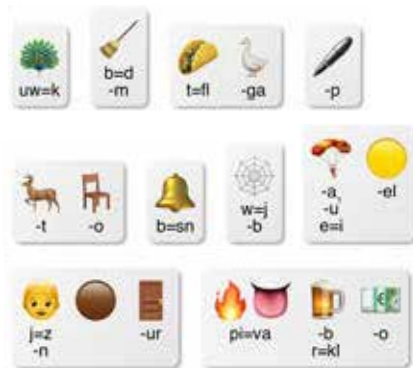 uw=k b=d t=fl -ga -p
-m
-t -o b=sn w=j -a, -el
-b -u
e=i
j=z -ur pi=va -b -o
-n r=kl